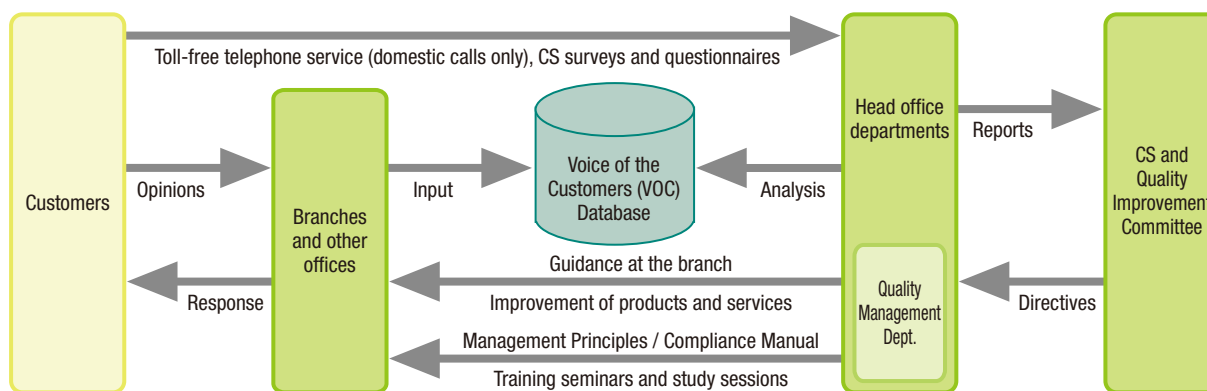 Toll-free telephone service (domestic calls only), CS surveys and questionnaires
Customers
Opinions
Response
Branches
and other
offices
Input
Voice of the
Customers (VOC)
Database
Analysis
Guidance at the branch
Improvement of products and services
Management Principles / Compliance Manual
Training seminars and study sessions
Head office
departments
Quality
Management
Dept.
Reports
Directives
CS and
Quality
Improvement
Committee